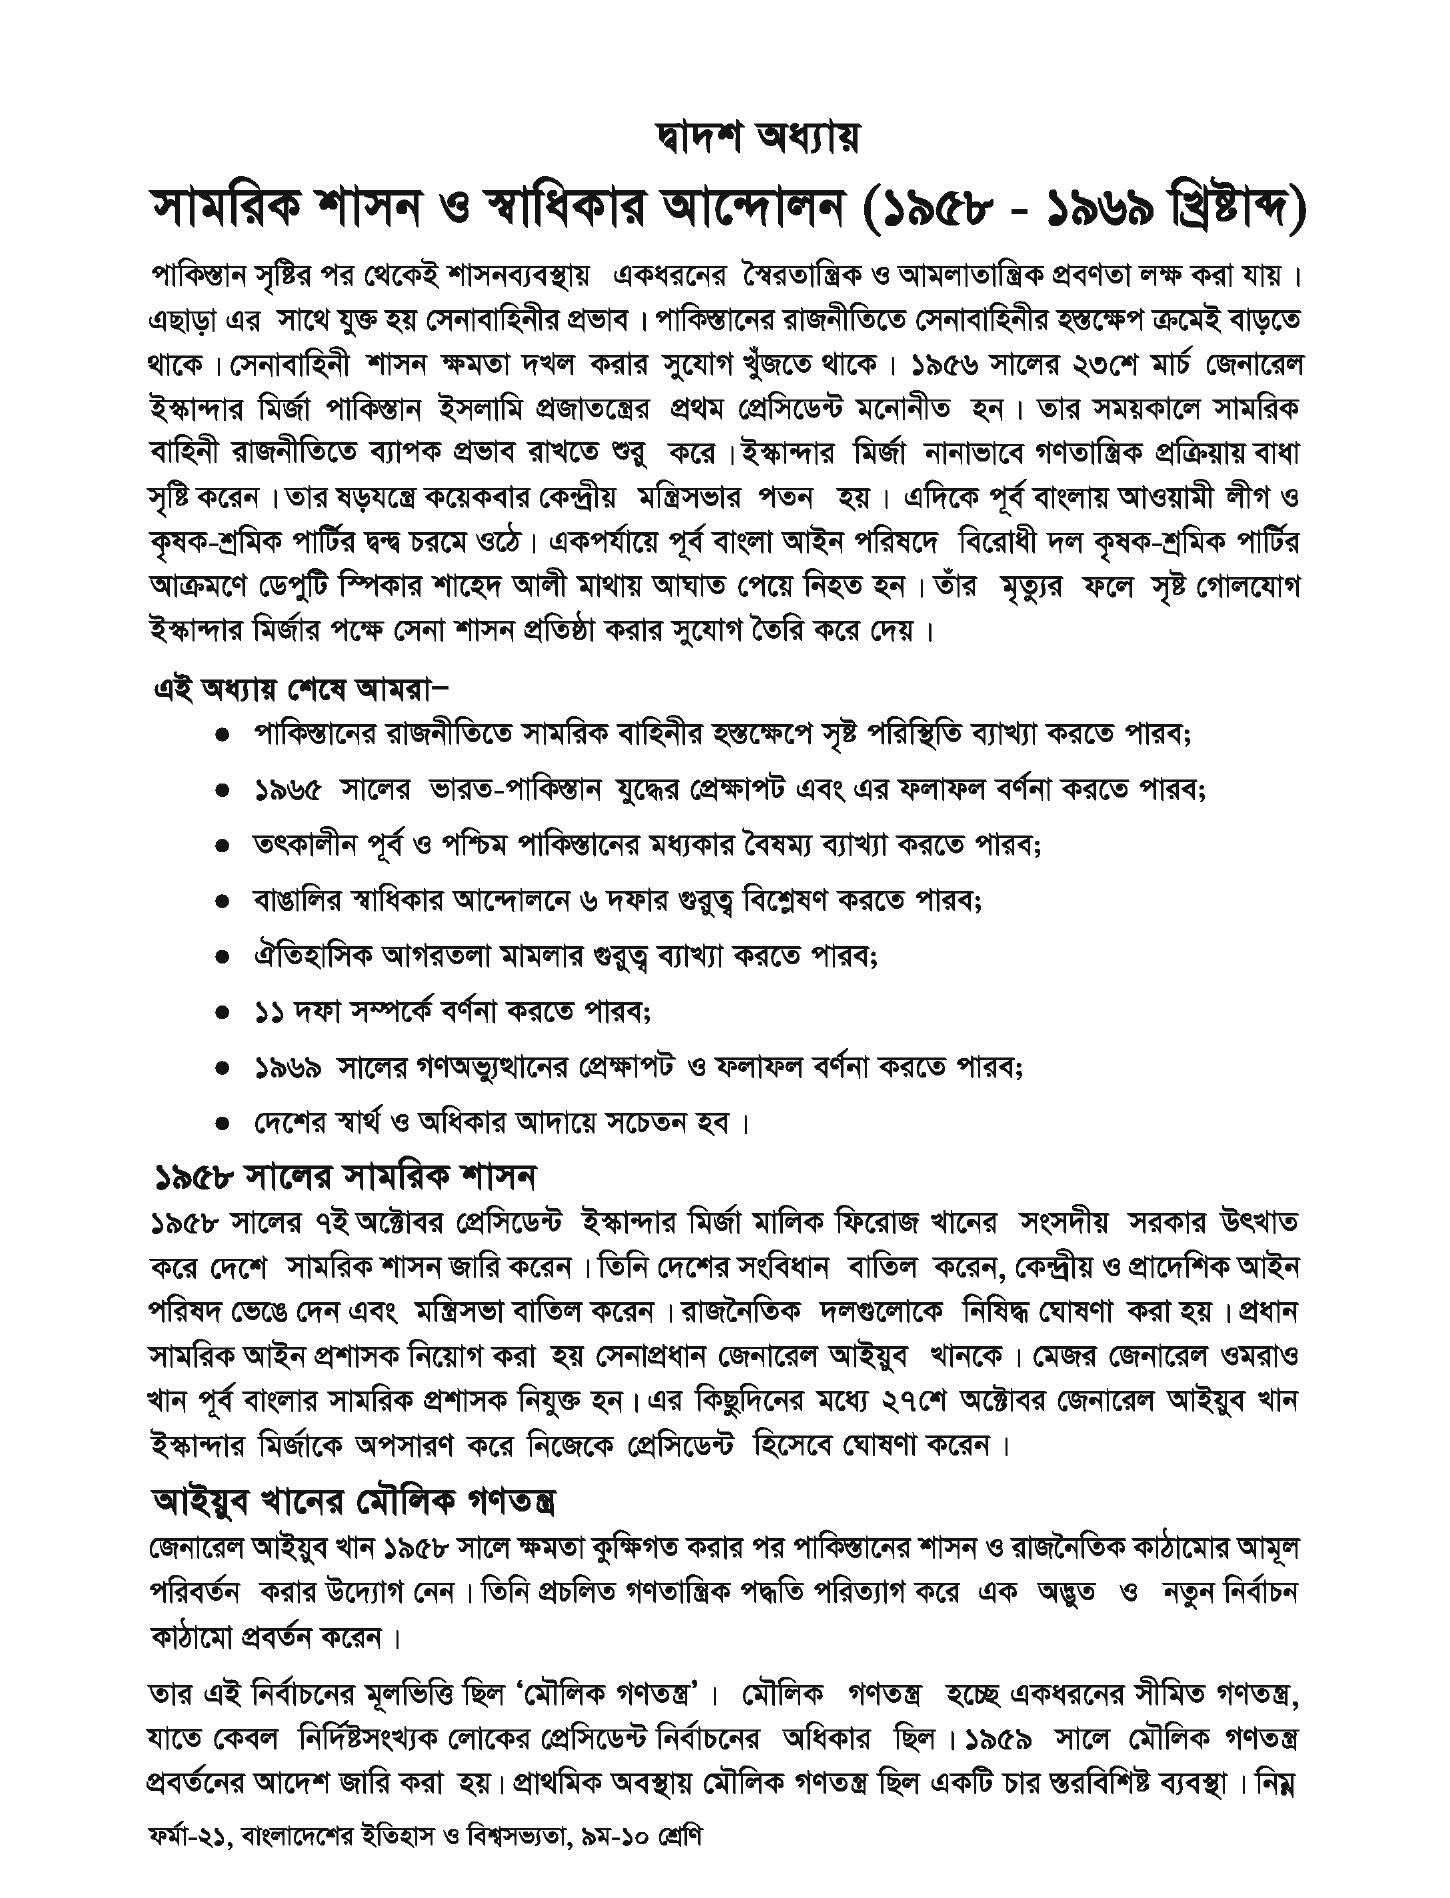 দ্বাদশ অধ্যায়
সামরিক শাসন ও স্বাধিকার আন্দোলন (১৯৫৮ - ১৯৬৯ খ্রিষ্টাব্দ)
পাকিস্তান সৃষ্টির পর থেকেই শাসনব্যবস্থায় একধরনের স্বৈরতান্ত্রিক ও আমলাতান্ত্রিক প্রবণতা লক্ষ করা যায়।
এছাড়া এর সাথে যুক্ত হয় সেনাবাহিনীর প্রভাব। পাকিস্তানের রাজনীতিতে সেনাবাহিনীর হস্তক্ষেপ ক্রমেই বাড়তে
থাকে। সেনাবাহিনী শাসন ক্ষমতা দখল করার সুযোগ খুঁজতে থাকে। ১৯৫৬ সালের ২৩শে মার্চ জেনারেল
ইস্কান্দার মির্জা পাকিস্তান ইসলামি প্রজাতন্ত্রের প্রথম প্রেসিডেন্ট মনোনীত হন। তার সময়কালে সামরিক
বাহিনী রাজনীতিতে ব্যাপক প্রভাব রাখতে শুরু করে। ইস্কান্দার মির্জা নানাভাবে গণতান্ত্রিক প্রক্রিয়ায় বাধা
সৃষ্টি করেন। তার ষড়যন্ত্রে কয়েকবার কেন্দ্রীয় মন্ত্রিসভার পতন হয়। এদিকে পূর্ব বাংলায় আওয়ামী লীগ ও
কৃষক-শ্রমিক পার্টির দ্বন্দ্ব চরমে ওঠে। একপর্যায়ে পূর্ব বাংলা আইন পরিষদে বিরোধী দল কৃষক-শ্রমিক পার্টির
আক্রমণে ডেপুটি স্পিকার শাহেদ আলী মাথায় আঘাত পেয়ে নিহত হন। তাঁর মৃত্যুর ফলে সৃষ্ট গোলযোগ
ইস্কান্দার মির্জার পক্ষে সেনা শাসন প্রতিষ্ঠা করার সুযোগ তৈরি করে দেয়।
এই অধ্যায় শেষে আমরা–
● পাকিস্তানের রাজনীতিতে সামরিক বাহিনীর হস্তক্ষেপে সৃষ্ট পরিস্থিতি ব্যাখ্যা করতে পারব;
● ১৯৬৫ সালের ভারত-পাকিস্তান যুদ্ধের প্রেক্ষাপট এবং এর ফলাফল বর্ণনা করতে পারব;
● তৎকালীন পূর্ব ও পশ্চিম পাকিস্তানের মধ্যকার বৈষম্য ব্যাখ্যা করতে পারব;
● বাঙালির স্বাধিকার আন্দোলনে ৬ দফার গুরুত্ব বিশ্লেষণ করতে পারব;
● ঐতিহাসিক আগরতলা মামলার গুরুত্ব ব্যাখ্যা করতে পারব;
● ১১ দফা সম্পর্কে বর্ণনা করতে পারব;
● ১৯৬৯ সালের গণঅভ্যুত্থানের প্রেক্ষাপট ও ফলাফল বর্ণনা করতে পারব;
● দেশের স্বার্থ ও অধিকার আদায়ে সচেতন হব।
১৯৫৮ সালের সামরিক শাসন
১৯৫৮ সালের ৭ই অক্টোবর প্রেসিডেন্ট ইস্কান্দার মির্জা মালিক ফিরোজ খানের সংসদীয় সরকার উৎখাত
করে দেশে সামরিক শাসন জারি করেন। তিনি দেশের সংবিধান বাতিল করেন, কেন্দ্রীয় ও প্রাদেশিক আইন
পরিষদ ভেঙে দেন এবং মন্ত্রিসভা বাতিল করেন। রাজনৈতিক দলগুলোকে নিষিদ্ধ ঘোষণা করা হয়। প্রধান
সামরিক আইন প্রশাসক নিয়োগ করা হয় সেনাপ্রধান জেনারেল আইয়ুব খানকে। মেজর জেনারেল ওমরাও
খান পূর্ব বাংলার সামরিক প্রশাসক নিযুক্ত হন। এর কিছুদিনের মধ্যে ২৭শে অক্টোবর জেনারেল আইয়ুব খান
ইস্কান্দার মির্জাকে অপসারণ করে নিজেকে প্রেসিডেন্ট হিসেবে ঘোষণা করেন।
আইয়ুব খানের মৌলিক গণতন্ত্র
জেনারেল আইয়ুব খান ১৯৫৮ সালে ক্ষমতা কুক্ষিগত করার পর পাকিস্তানের শাসন ও রাজনৈতিক কাঠামোর আমূল
পরিবর্তন করার উদ্যোগ নেন। তিনি প্রচলিত গণতান্ত্রিক পদ্ধতি পরিত্যাগ করে এক অদ্ভুত ও নতুন নির্বাচন
কাঠামো প্রবর্তন করেন।
তার এই নির্বাচনের মূলভিত্তি ছিল ‘মৌলিক গণতন্ত্র’। মৌলিক গণতন্ত্র হচ্ছে একধরনের সীমিত গণতন্ত্র,
যাতে কেবল নির্দিষ্টসংখ্যক লোকের প্রেসিডেন্ট নির্বাচনের অধিকার ছিল। ১৯৫৯ সালে মৌলিক গণতন্ত্র
প্রবর্তনের আদেশ জারি করা হয়। প্রাথমিক অবস্থায় মৌলিক গণতন্ত্র ছিল একটি চার স্তরবিশিষ্ট ব্যবস্থা। নিম্ন
ফর্মা-২১, বাংলাদেশের ইতিহাস ও বিশ্বসভ্যতা, ৯ম-১০ শ্রেণি